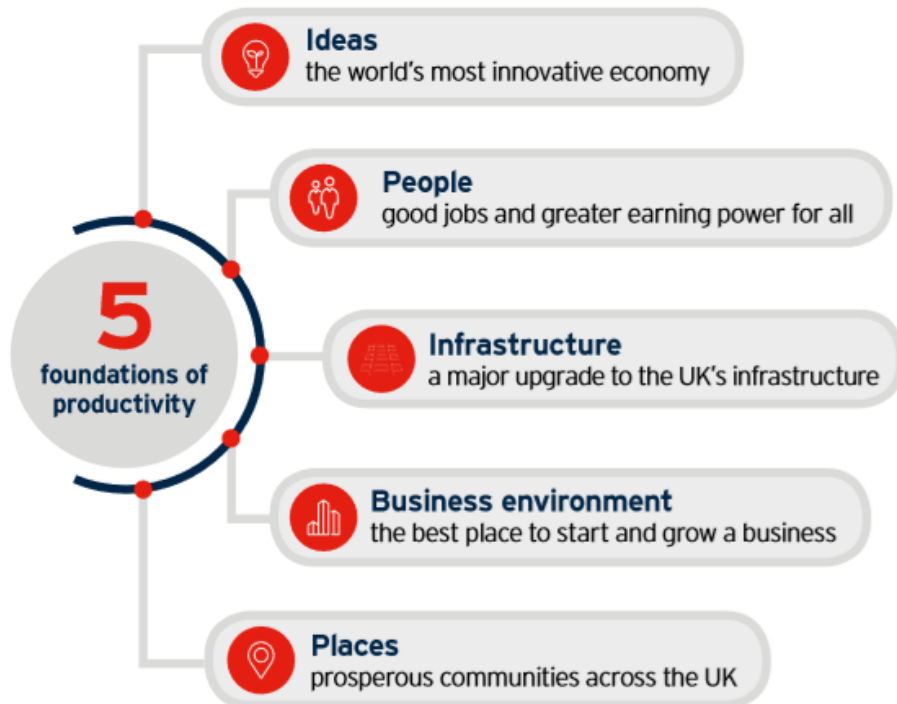 Ideas
the world's most innovative economy
People
good jobs and greater earning power for all
5
foundations of
productivity
Infrastructure
a major upgrade to the UK's infrastructure
Business environment
the best place to start and grow a business
Places
prosperous communities across the UK